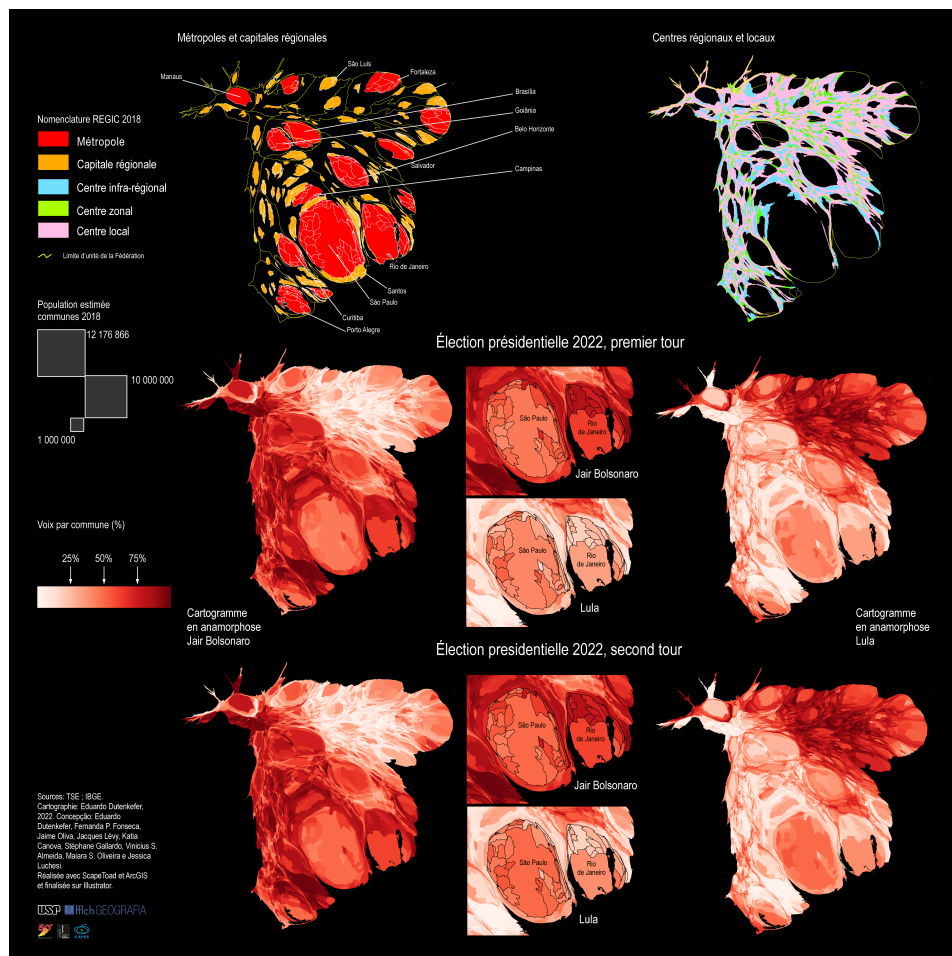 Métropoles et capitales régionales
Centres régionaux et locaux
São Luis
Manaus
Fortaleza
Brasília
Goiânia
Belo Horizonte
Salvador
Campinas
Rio de Janeiro
Santos
São Paulo
Curitiba
Porto Alegre
Nomenclature REGIC 2018
Métropole
Capitale régionale
Centre infra-régional
Centre zonal
Centre local
Limite d'unité de la Fédération
Population estimée
communes 2018
12 176 866
10 000 000
1 000 000
Élection présidentielle 2022, premier tour
São Paulo
Rio
de Janeiro
Jair Bolsonaro
São Paulo
Rio
de Janeiro
Lula
Voix par commune (%)
25%
50%
75%
Cartogramme
en anamorphose
Jair Bolsonaro
Cartogramme
en anamorphose
Lula
Élection presidentielle 2022, second tour
São Paulo
Rio
de Janeiro
Jair Bolsonaro
São Paulo
Rio
de Janeiro
Lula
Sources: TSE ; IBGE.
Cartographie: Eduardo Dutenkefer,
2022. Concepção: Eduardo
Dutenkefer, Fernanda P. Fonseca,
Jaime Oliva, Jacques Lévy, Katia
Canova, Stéphane Gallardo, Vinicius S.
Almeida, Maiara S. Oliveira e Jessica
Luchesi.
Réalisée avec ScapeToad et ArcGIS
et finalisée sur Illustrator.
USP fflch GEOGRAFIA
CAPES